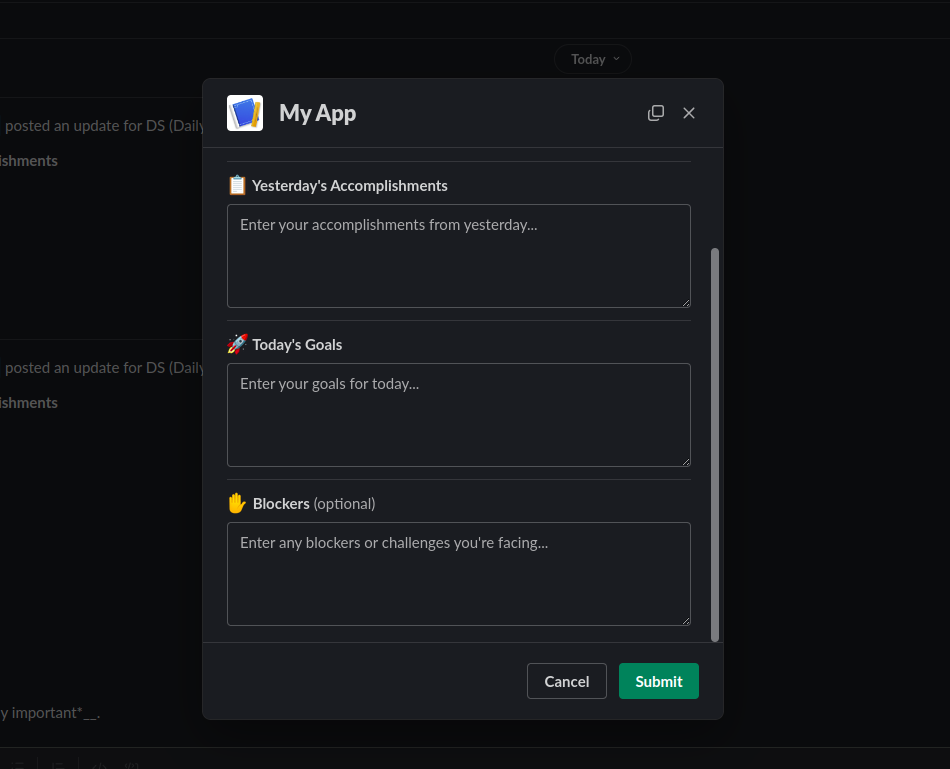 Today
posted an update for DS (Daily
ishments
My App
Yesterday's Accomplishments
Enter your accomplishments from yesterday...
Today's Goals
Enter your goals for today...
posted an update for DS (Daily
ishments
Blockers (optional)
Enter any blockers or challenges you're facing...
Cancel
Submit
y important*__.